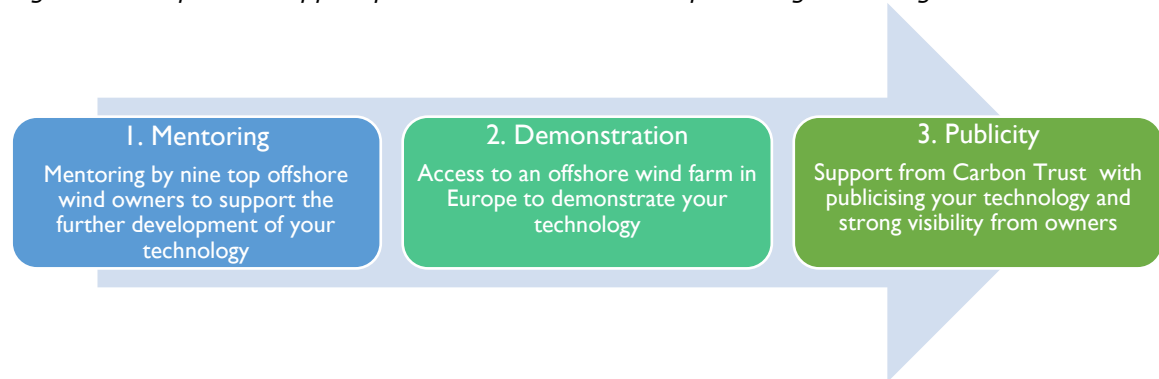 1. Mentoring
Mentoring by nine top offshore
wind owners to support the
further development of your
technology
2. Demonstration
Access to an offshore wind farm in
Europe to demonstrate your
technology
3. Publicity
Support from Carbon Trust with
publicising your technology and
strong visibility from owners